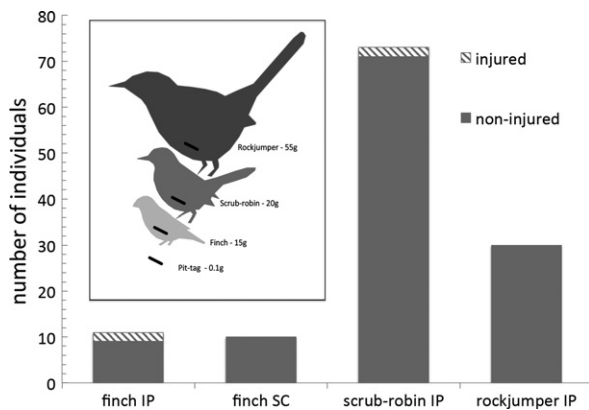 number of individuals
80
70
60
50
40
30
20
10
0
Rockjumper - 55g
Scrub-robin - 20g
Finch - 15g
Pit-tag - 0.1g
injured
non-injured
finch IP
finch SC
scrub-robin IP
rockjumper IP